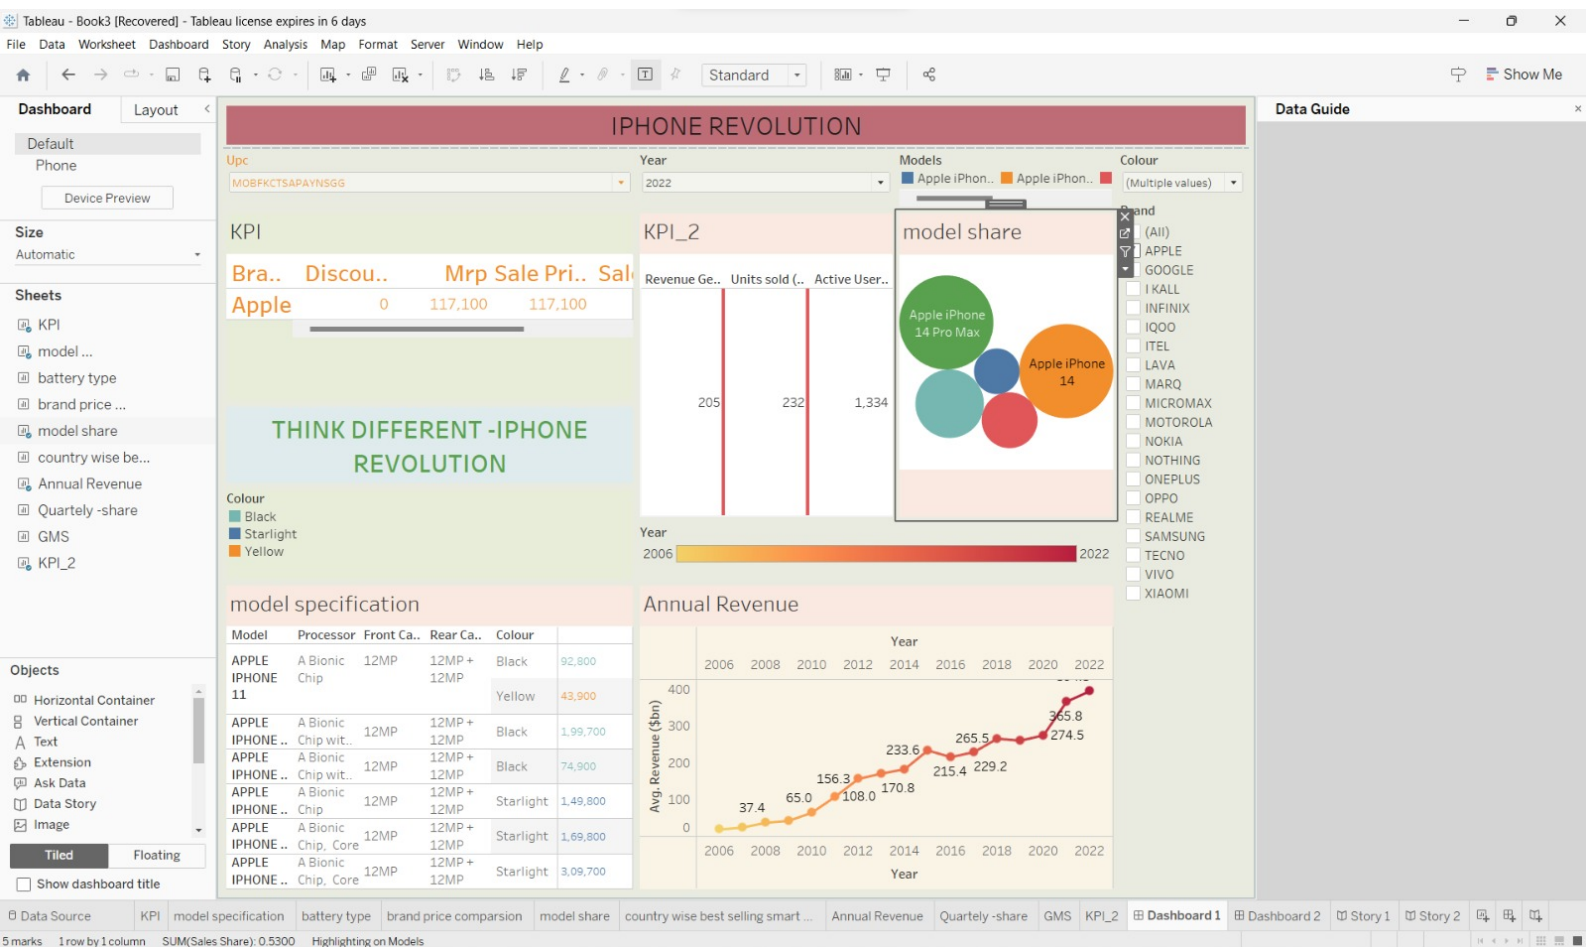 Tableau - Book3 [Recovered] - Tableau license expires in 6 days
File Data Worksheet Dashboard Story Analysis Map Format Server Window Help
Standard
Show Me
Dashboard Layout
Default
Phone
Device Preview
Size
Automatic
Sheets
KPI
model ...
battery type
brand price ...
model share
country wise be...
Annual Revenue
Quartely -share
GMS
KPI_2
Objects
Horizontal Container
Vertical Container
Text
Extension
Ask Data
Data Story
Image
Tiled Floating
Show dashboard title
IPHONE REVOLUTION
Upc
MOBFKCTSAPAYNSGG
Year
2022
Models
Apple iPhon.. Apple iPhon..
Colour
(Multiple values)
KPI
Bra.. Discou.. Mrp Sale Pri.. Sal
Apple 0 117,100 117,100
THINK DIFFERENT -IPHONE
REVOLUTION
Colour
Black
Starlight
Yellow
KPI_2
Revenue Ge.. Units sold (.. Active User..
205 232 1,334
model share
Apple iPhone
14 Pro Max
Apple iPhone
14
and
(All)
APPLE
GOOGLE
I KALL
INFINIX
IQOO
ITEL
LAVA
MARQ
MICROMAX
MOTOROLA
NOKIA
NOTHING
ONEPLUS
OPPO
REALME
SAMSUNG
TECNO
VIVO
XIAOMI
Year
2006 2022
model specification
Model Processor Front Ca.. Rear Ca.. Colour
APPLE A Bionic 12MP 12MP + Black 92,800
IPHONE Chip 12MP
11 Yellow 43,900
APPLE A Bionic 12MP 12MP + Black 1,99,700
IPHONE .. Chip wit.. 12MP
APPLE A Bionic 12MP 12MP + Black 74,900
IPHONE .. Chip wit.. 12MP
APPLE A Bionic 12MP 12MP + Starlight 1,49,800
IPHONE .. Chip 12MP
APPLE A Bionic 12MP 12MP + Starlight 1,69,800
IPHONE .. Chip, Core 12MP
APPLE A Bionic 12MP 12MP + Starlight 3,09,700
IPHONE .. Chip, Core 12MP
Annual Revenue
Year
2006 2008 2010 2012 2014 2016 2018 2020 2022
Avg. Revenue ($bn)
400
300
200
100
0
37.4
65.0
156.3
108.0
170.8
233.6
215.4
229.2
265.5
274.5
365.8
2006 2008 2010 2012 2014 2016 2018 2020 2022
Year
Data Guide
Data Source KPI model specification battery type brand price comparsion model share country wise best selling smart ... Annual Revenue Quartely -share GMS KPI_2 Dashboard 1 Dashboard 2 Story 1 Story 2
5 marks 1 row by 1 column SUM(Sales Share): 0.5300 Highlighting on Models